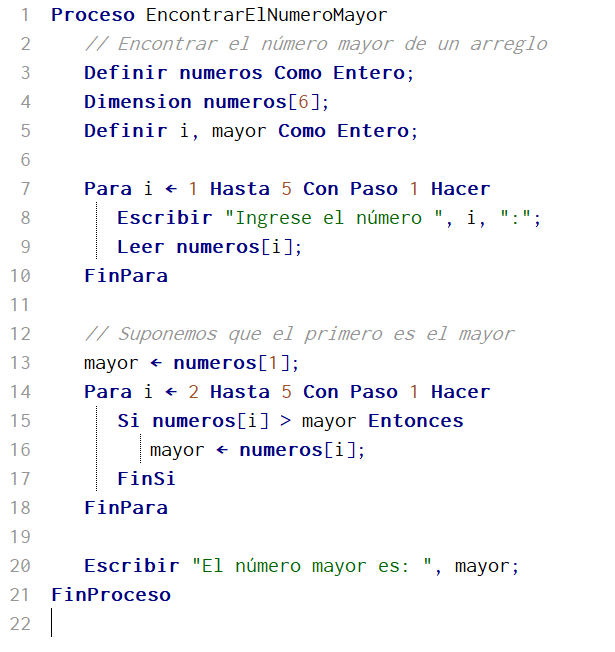 1 Proceso EncontrarElNumeroMayor
2 // Encontrar el número mayor de un arreglo
3 Definir numeros Como Entero;
4 Dimension numeros[6];
5 Definir i, mayor Como Entero;
6
7 Para i ← 1 Hasta 5 Con Paso 1 Hacer
8 Escribir "Ingrese el número ", i, ":";
9 Leer numeros[i];
10 FinPara
11
12 // Suponemos que el primero es el mayor
13 mayor ← numeros[1];
14 Para i ← 2 Hasta 5 Con Paso 1 Hacer
15 Si numeros[i] > mayor Entonces
16 mayor ← numeros[i];
17 FinSi
18 FinPara
19
20 Escribir "El número mayor es: ", mayor;
21 FinProceso
22